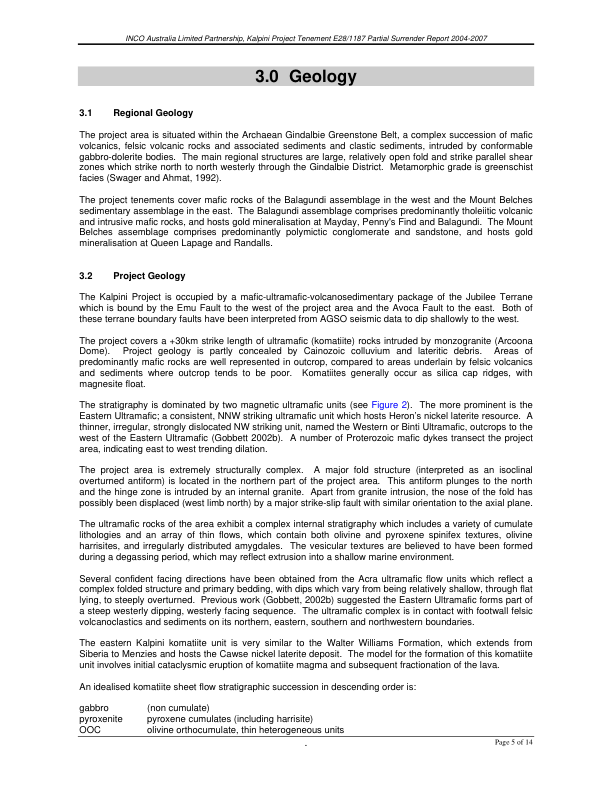 INCO Australia Limited Partnership, Kalpini Project Tenement E28/1187 Partial Surrender Report 2004-2007
3.0 Geology
3.1 Regional Geology
The project area is situated within the Archaean Gindalbie Greenstone Belt, a complex succession of mafic
volcanics, felsic volcanic rocks and associated sediments and clastic sediments, intruded by conformable
gabbro-dolerite bodies. The main regional structures are large, relatively open fold and strike parallel shear
zones which strike north to north westerly through the Gindalbie District. Metamorphic grade is greenschist
facies (Swager and Ahmat, 1992).
The project tenements cover mafic rocks of the Balagundi assemblage in the west and the Mount Belches
sedimentary assemblage in the east. The Balagundi assemblage comprises predominantly tholeiitic volcanic
and intrusive mafic rocks, and hosts gold mineralisation at Mayday, Penny's Find and Balagundi. The Mount
Belches assemblage comprises predominantly polymictic conglomerate and sandstone, and hosts gold
mineralisation at Queen Lapage and Randalls.
3.2 Project Geology
The Kalpini Project is occupied by a mafic-ultramafic-volcanosedimentary package of the Jubilee Terrane
which is bound by the Emu Fault to the west of the project area and the Avoca Fault to the east. Both of
these terrane boundary faults have been interpreted from AGSO seismic data to dip shallowly to the west.
The project covers a +30km strike length of ultramafic (komatiite) rocks intruded by monzogranite (Arcoona
Dome). Project geology is partly concealed by Cainozoic colluvium and lateritic debris. Areas of
predominantly mafic rocks are well represented in outcrop, compared to areas underlain by felsic volcanics
and sediments where outcrop tends to be poor. Komatiites generally occur as silica cap ridges, with
magnesite float.
The stratigraphy is dominated by two magnetic ultramafic units (see Figure 2). The more prominent is the
Eastern Ultramafic; a consistent, NNW striking ultramafic unit which hosts Heron's nickel laterite resource. A
thinner, irregular, strongly dislocated NW striking unit, named the Western or Binti Ultramafic, outcrops to the
west of the Eastern Ultramafic (Gobbett 2002b). A number of Proterozoic mafic dykes transect the project
area, indicating east to west trending dilation.
The project area is extremely structurally complex. A major fold structure (interpreted as an isoclinal
overturned antiform) is located in the northern part of the project area. This antiform plunges to the north
and the hinge zone is intruded by an internal granite. Apart from granite intrusion, the nose of the fold has
possibly been displaced (west limb north) by a major strike-slip fault with similar orientation to the axial plane.
The ultramafic rocks of the area exhibit a complex internal stratigraphy which includes a variety of cumulate
lithologies and an array of thin flows, which contain both olivine and pyroxene spinifex textures, olivine
harrisites, and irregularly distributed amygdales. The vesicular textures are believed to have been formed
during a degassing period, which may reflect extrusion into a shallow marine environment.
Several confident facing directions have been obtained from the Acra ultramafic flow units which reflect a
complex folded structure and primary bedding, with dips which vary from being relatively shallow, through flat
lying, to steeply overturned. Previous work (Gobbett, 2002b) suggested the Eastern Ultramafic forms part of
a steep westerly dipping, westerly facing sequence. The ultramafic complex is in contact with footwall felsic
volcanoclastics and sediments on its northern, eastern, southern and northwestern boundaries.
The eastern Kalpini komatiite unit is very similar to the Walter Williams Formation, which extends from
Siberia to Menzies and hosts the Cawse nickel laterite deposit. The model for the formation of this komatiite
unit involves initial cataclysmic eruption of komatiite magma and subsequent fractionation of the lava.
An idealised komatiite sheet flow stratigraphic succession in descending order is:
gabbro (non cumulate)
pyroxenite pyroxene cumulates (including harrisite)
OOC olivine orthocumulate, thin heterogeneous units
- Page 5 of 14